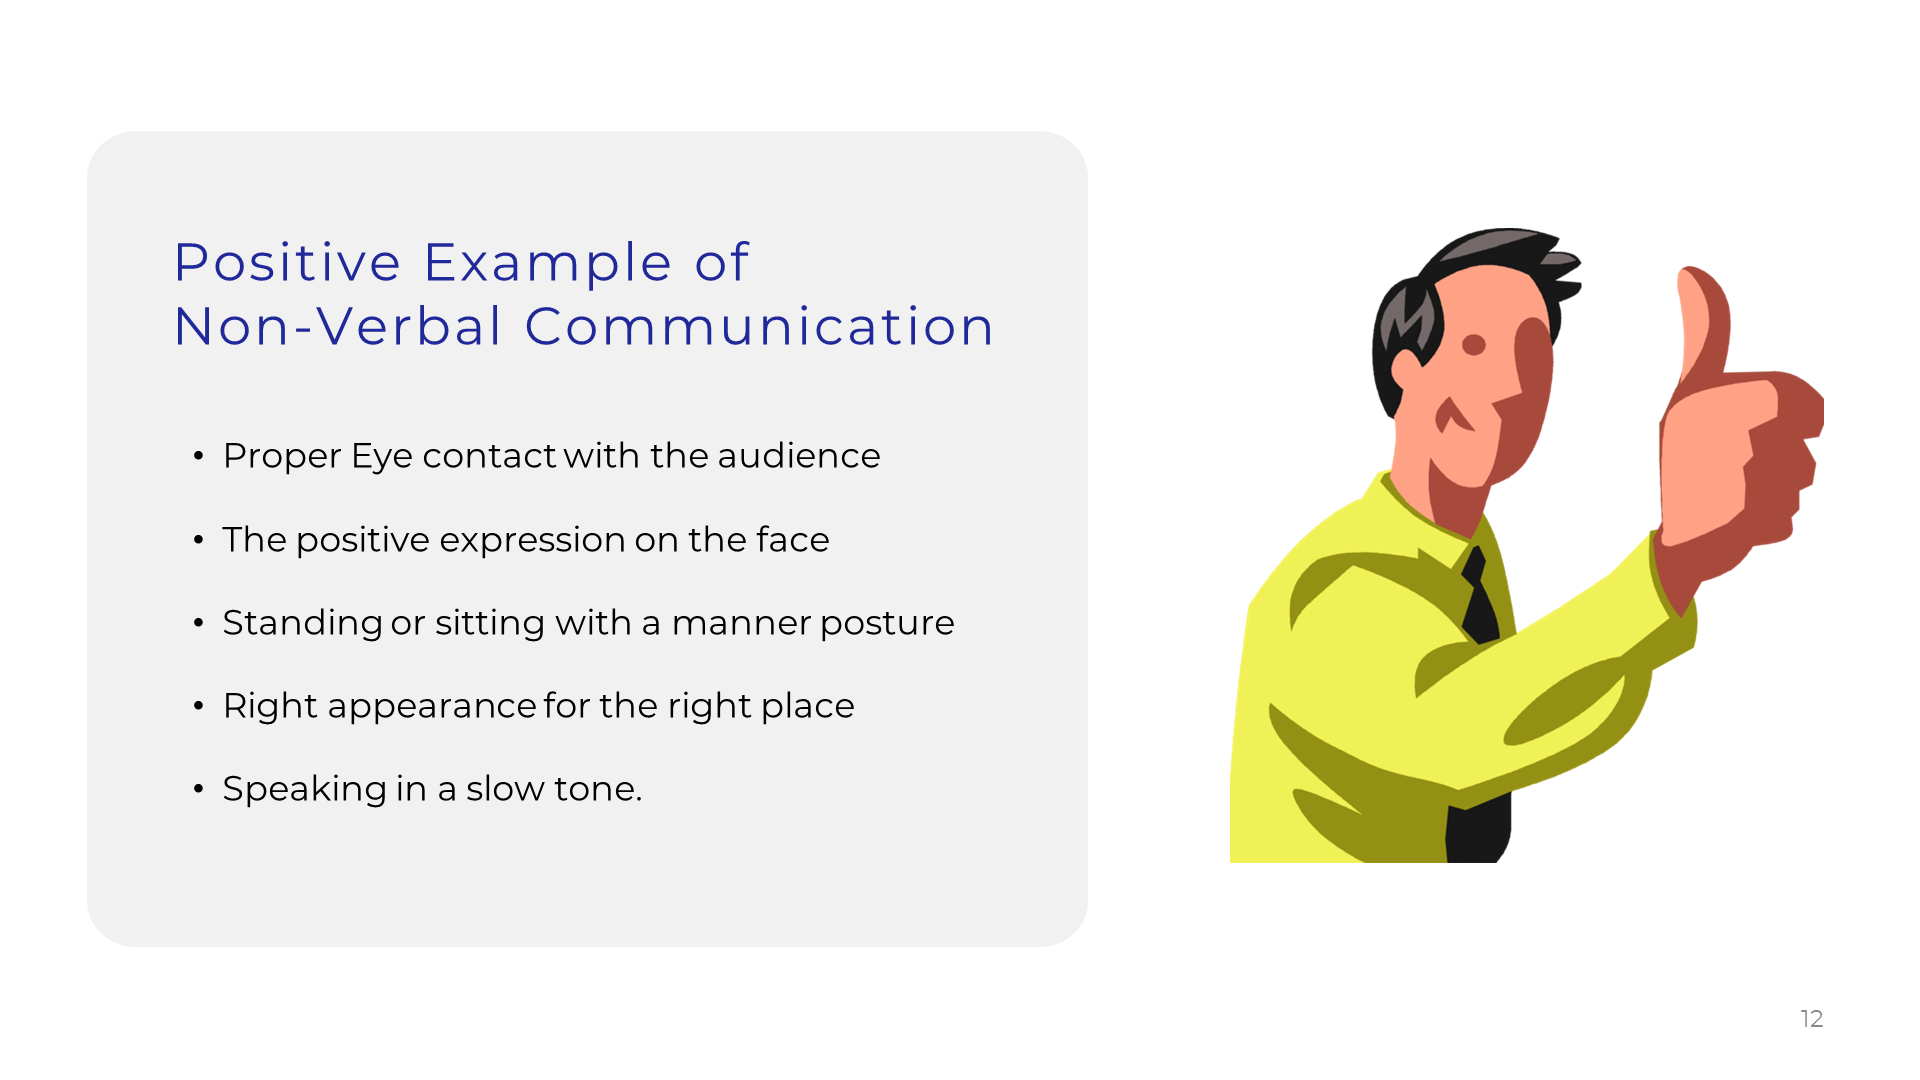 Positive Example of
Non-Verbal Communication
• Proper Eye contact with the audience
• The positive expression on the face
• Standing or sitting with a manner posture
• Right appearance for the right place
• Speaking in a slow tone.
12